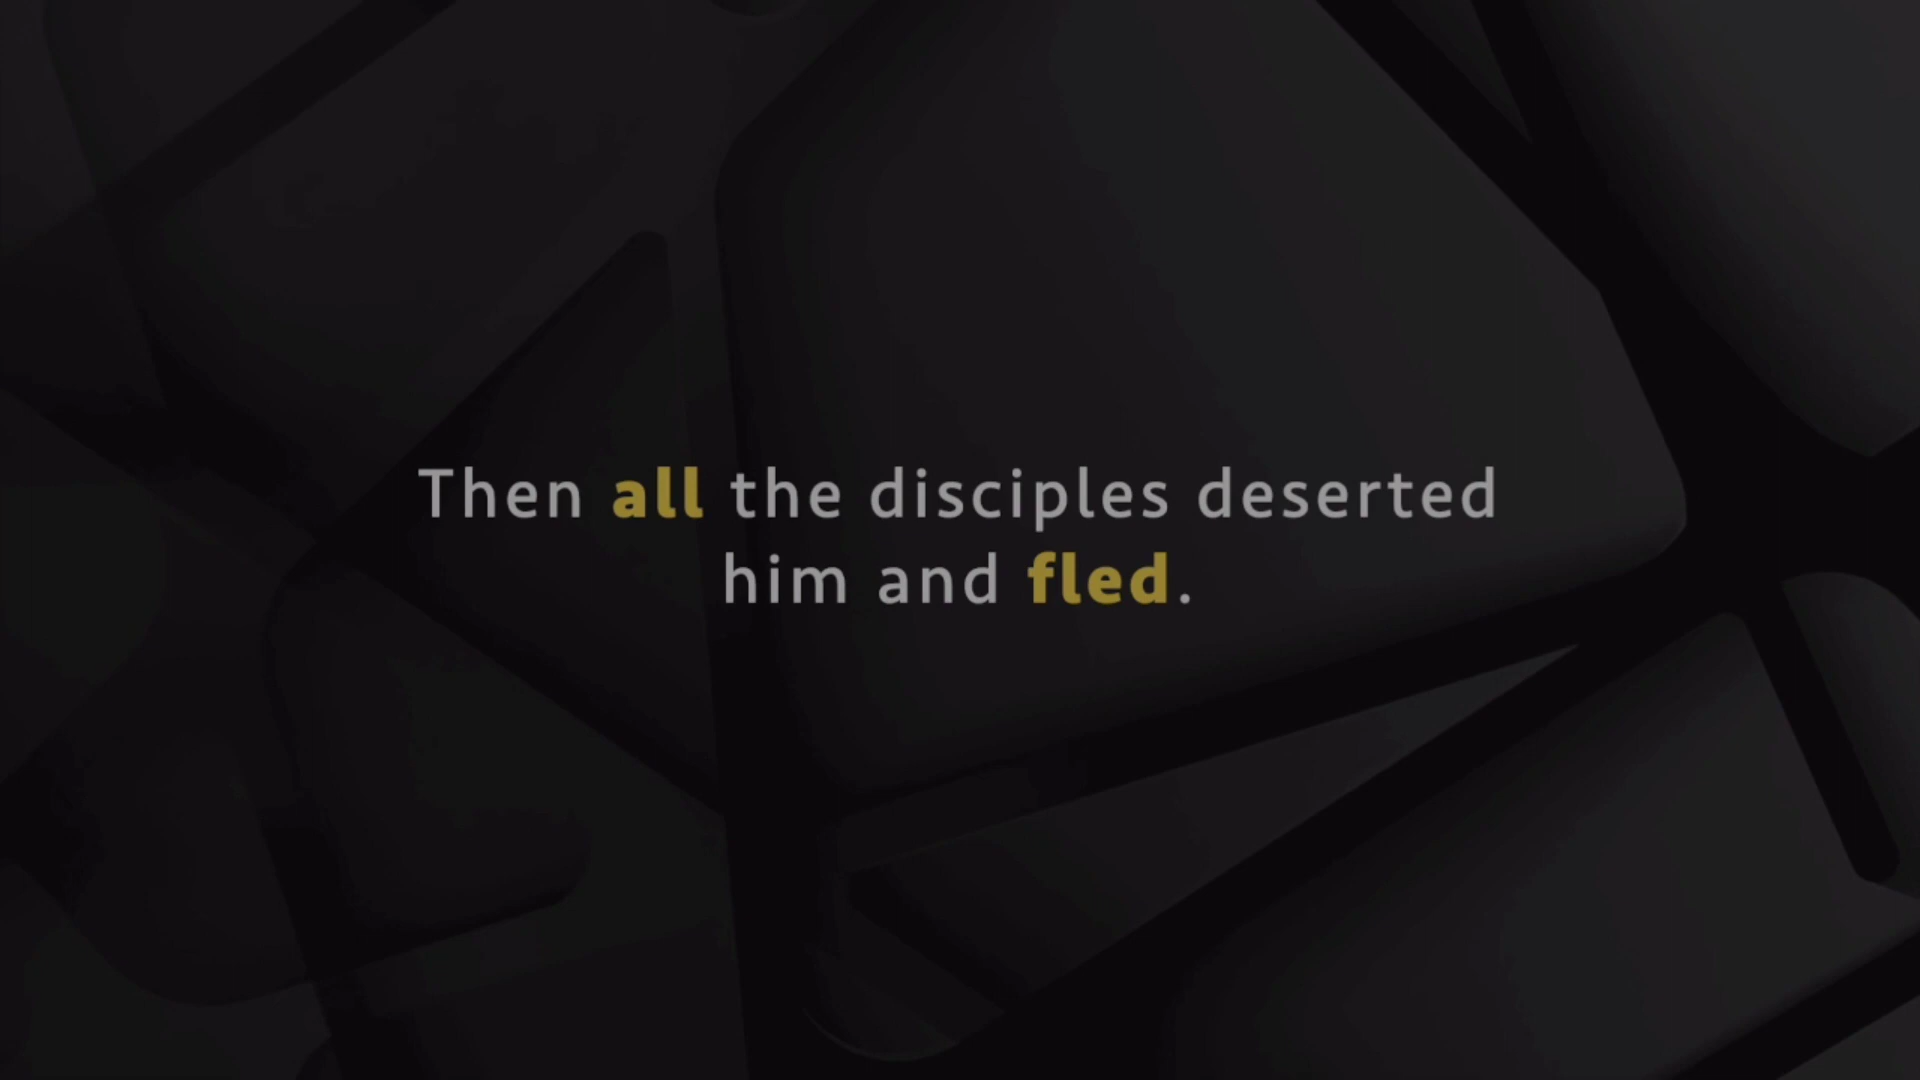 Then all the disciples deserted
him and fled.